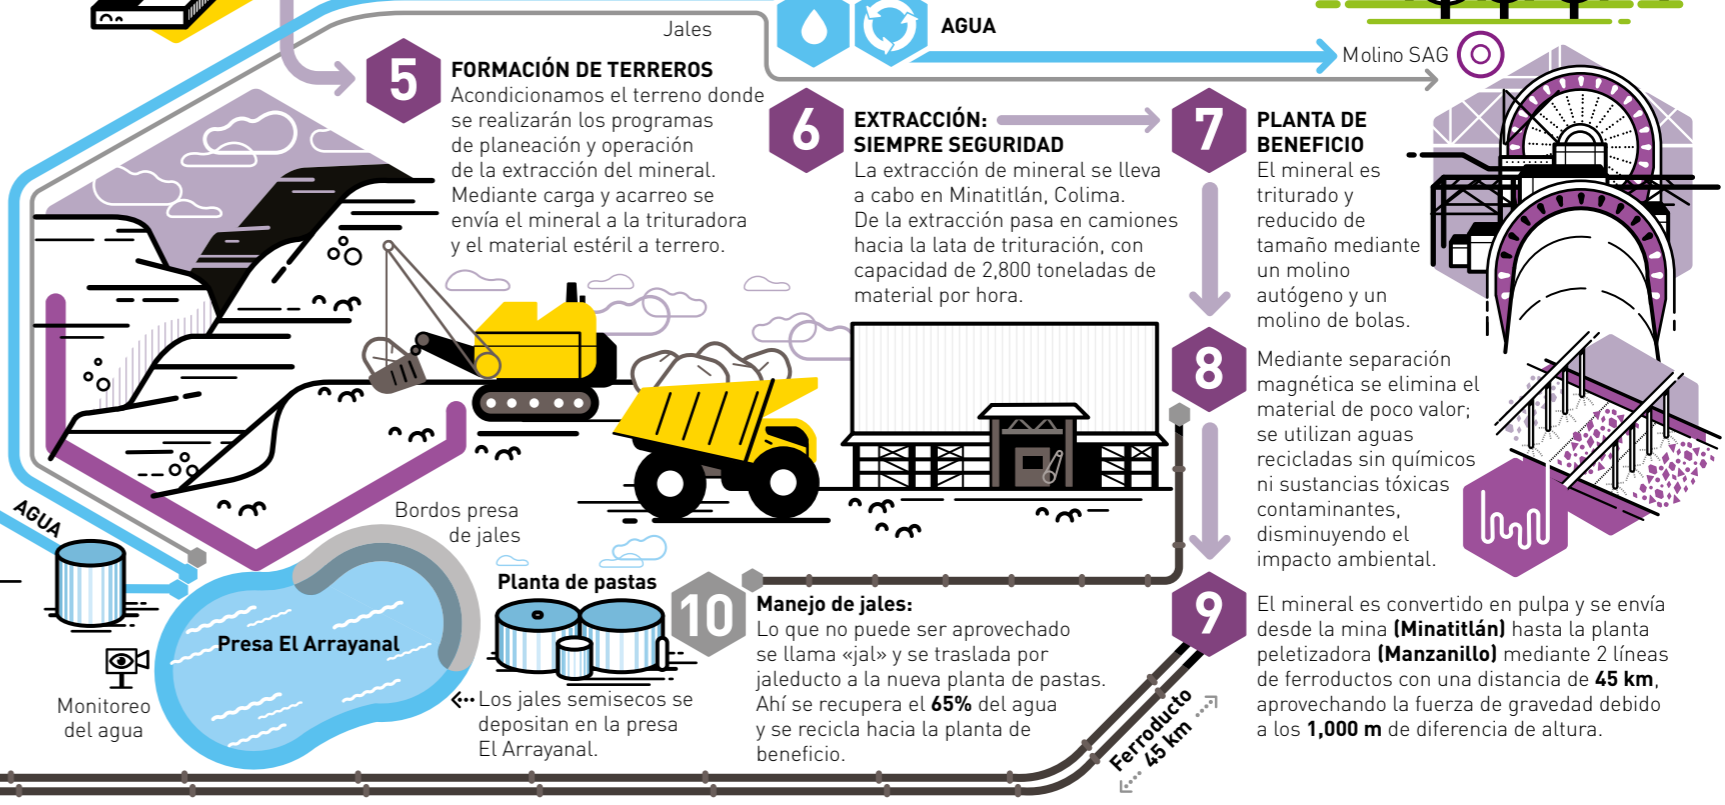 Jales
AGUA
Molino SAG
5
FORMACIÓN DE TERREROS
Acondicionamos el terreno donde
se realizarán los programas
de planeación y operación
de la extracción del mineral.
Mediante carga y acarreo se
envía el mineral a la trituradora
y el material estéril a terrero.
6
EXTRACCIÓN:
SIEMPRE SEGURIDAD
La extracción de mineral se lleva
a cabo en Minatitlán, Colima.
De la extracción pasa en camiones
hacia la lata de trituración, con
capacidad de 2,800 toneladas de
material por hora.
7
PLANTA DE
BENEFICIO
El mineral es
triturado y
reducido de
tamaño mediante
un molino
autógeno y un
molino de bolas.
8
Mediante separación
magnética se elimina el
material de poco valor;
se utilizan aguas
recicladas sin químicos
ni sustancias tóxicas
contaminantes,
disminuyendo el
impacto ambiental.
AGUA
Bordos presa
de jales
Presa El Arrayanal
Monitoreo
del agua
Planta de pastas
Los jales semisecos se
depositan en la presa
El Arrayanal.
10
Manejo de jales:
Lo que no puede ser aprovechado
se llama «jal» y se traslada por
jaleducto a la nueva planta de pastas.
Ahí se recupera el 65% del agua
y se recicla hacia la planta de
beneficio.
9
El mineral es convertido en pulpa y se envía
desde la mina (Minatitlán) hasta la planta
peletizadora (Manzanillo) mediante 2 líneas
de ferroductos con una distancia de 45 km,
aprovechando la fuerza de gravedad debido
a los 1,000 m de diferencia de altura.
Ferroducto
45 km